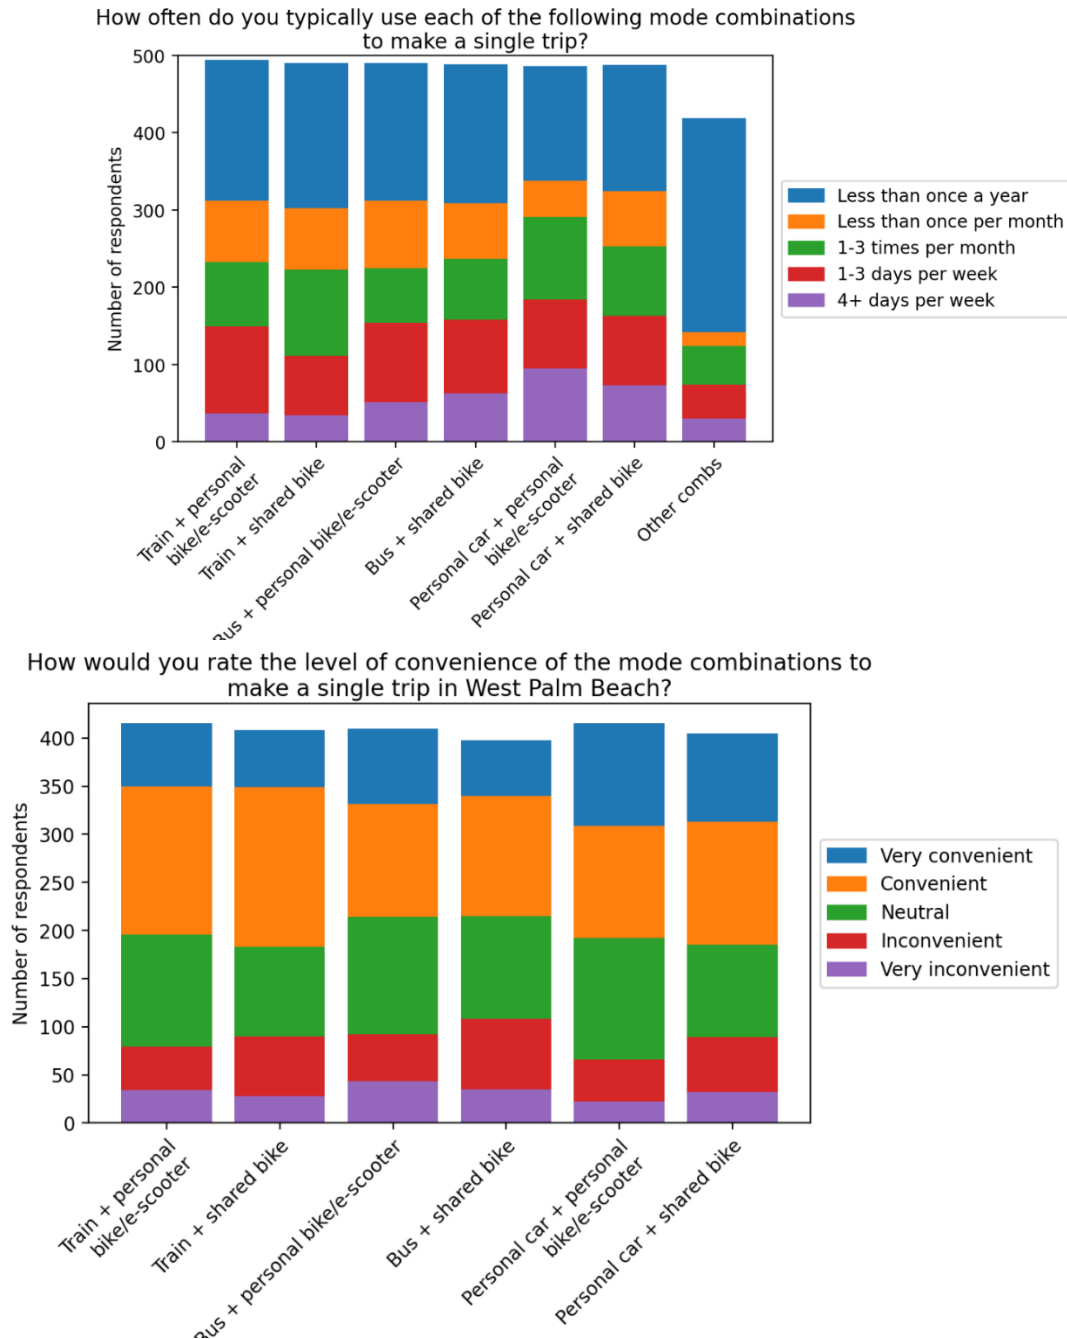 How often do you typically use each of the following mode combinations
to make a single trip?
500
400
300
200
100
0
Number of respondents
Less than once a year
Less than once per month
1-3 times per month
1-3 days per week
4+ days per week
Train + personal
bike/e-scooter
Train + shared bike
Bus + personal bike/e-scooter
Bus + shared bike
Personal car + personal
bike/e-scooter
Personal car + shared bike
Other combs
How would you rate the level of convenience of the mode combinations to
make a single trip in West Palm Beach?
400
350
300
250
200
150
100
50
0
Number of respondents
Very convenient
Convenient
Neutral
Inconvenient
Very inconvenient
Train + personal
bike/e-scooter
Train + shared bike
Bus + personal bike/e-scooter
Bus + shared bike
Personal car + personal
bike/e-scooter
Personal car + shared bike